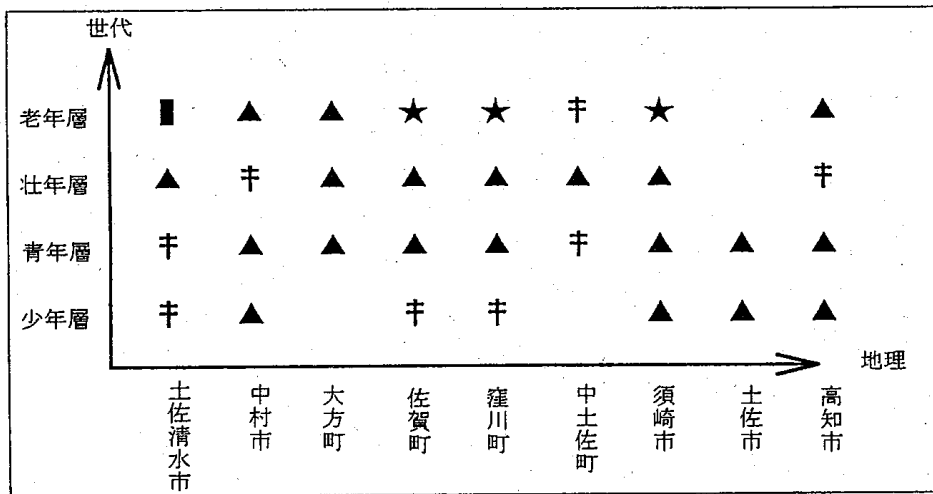 世代
老年層
壮年層
青年層
少年層
地理
土佐清水市
中村市
大方町
佐賀町
窪川町
中土佐町
須崎市
土佐市
高知市